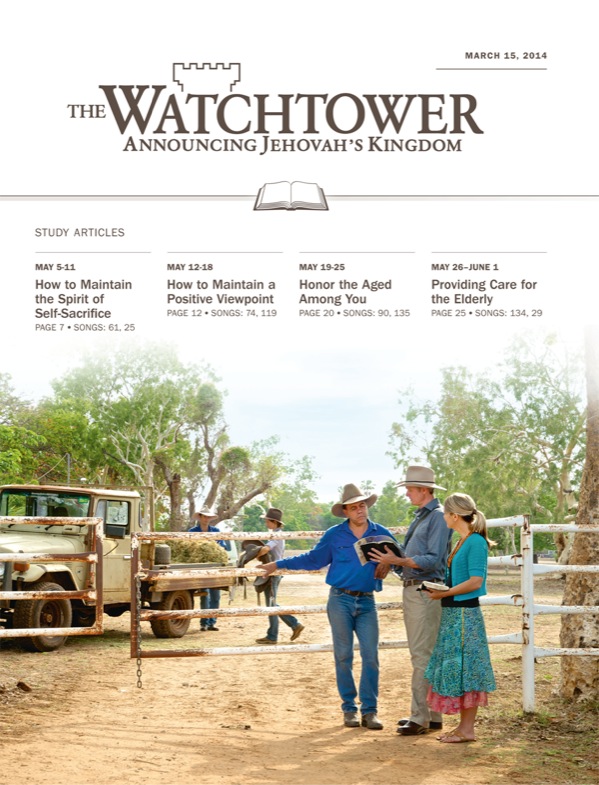 MARCH 15, 2014
THE WATCHTOWER
ANNOUNCING JEHOVAH'S KINGDOM
STUDY ARTICLES
MAY 5-11
How to Maintain
the Spirit of
Self-Sacrifice
PAGE 7 • SONGS: 61, 25
MAY 12-18
How to Maintain a
Positive Viewpoint
PAGE 12 • SONGS: 74, 119
MAY 19-25
Honor the Aged
Among You
PAGE 20 • SONGS: 90, 135
MAY 26–JUNE 1
Providing Care for
the Elderly
PAGE 25 • SONGS: 134, 29